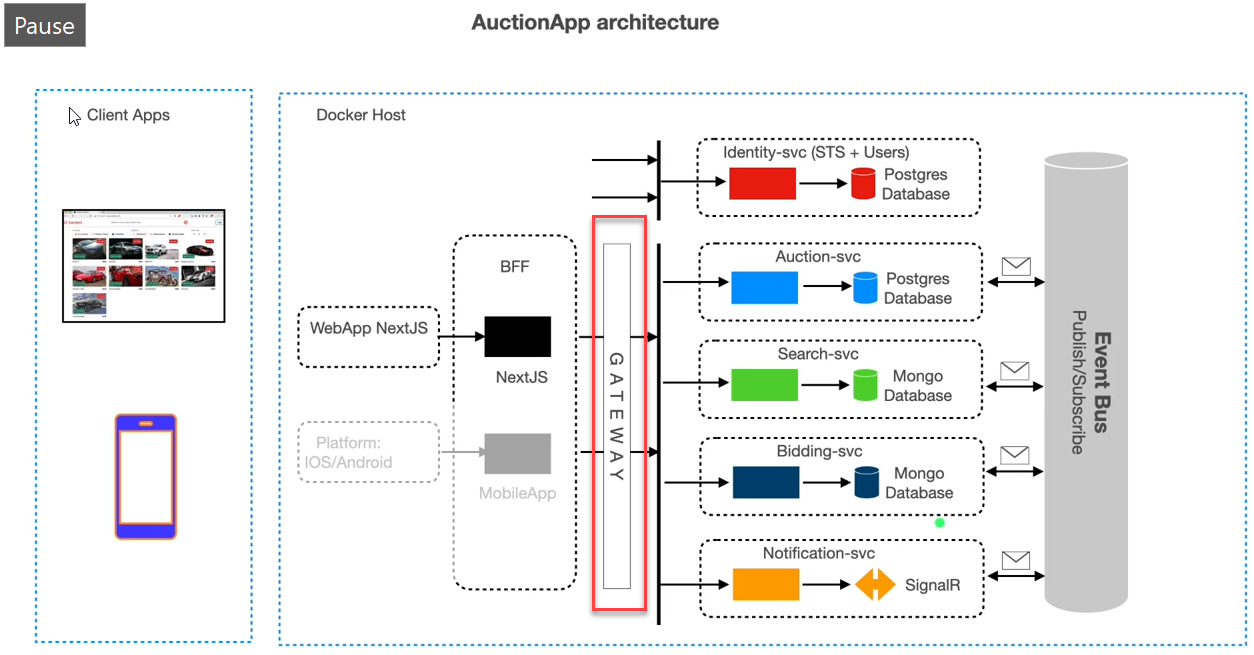 Pause
AuctionApp architecture
Client Apps
Docker Host
Identity-svc (STS + Users)
Postgres
Database
BFF
WebApp NextJS
NextJS
Platform:
IOS/Android
MobileApp
GATEWAY
Auction-svc
Postgres
Database
Search-svc
Mongo
Database
Bidding-svc
Mongo
Database
Notification-svc
SignalR
Event Bus
Publish/Subscribe